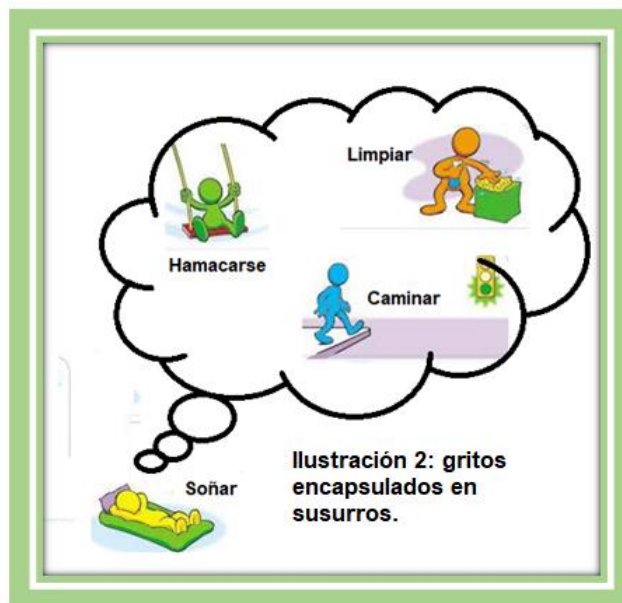 Limpiar
Hamacarse
Caminar
Soñar
Ilustración 2: gritos
encapsulados en
susurros.